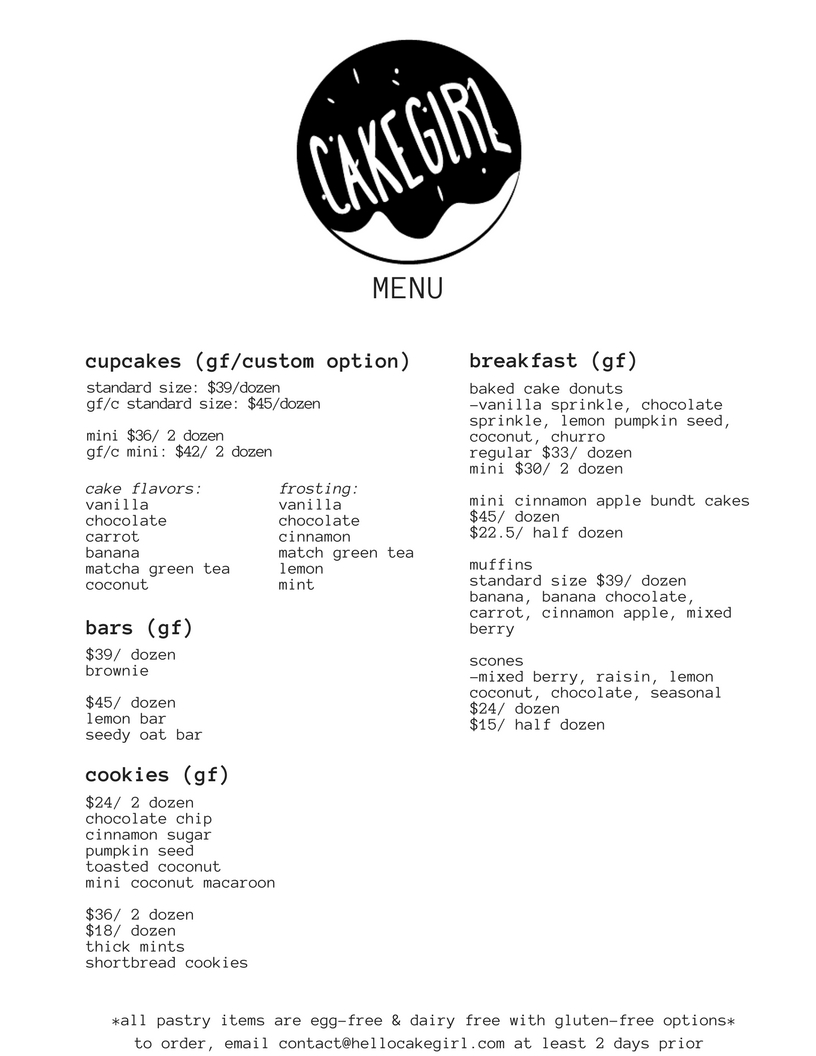 CAKEGIRL
MENU
cupcakes (gf/custom option)
standard size: $39/dozen
gf/c standard size: $45/dozen
mini $36/ 2 dozen
gf/c mini: $42/ 2 dozen
cake flavors:
vanilla
chocolate
carrot
banana
matcha green tea
coconut
frosting:
vanilla
chocolate
cinnamon
match green tea
lemon
mint
bars (gf)
$39/ dozen
brownie
$45/ dozen
lemon bar
seedy oat bar
cookies (gf)
$24/ 2 dozen
chocolate chip
cinnamon sugar
pumpkin seed
toasted coconut
mini coconut macaroon
$36/ 2 dozen
$18/ dozen
thick mints
shortbread cookies
breakfast (gf)
baked cake donuts
-vanilla sprinkle, chocolate
sprinkle, lemon pumpkin seed,
coconut, churro
regular $33/ dozen
mini $30/ 2 dozen
mini cinnamon apple bundt cakes
$45/ dozen
$22.5/ half dozen
muffins
standard size $39/ dozen
banana, banana chocolate,
carrot, cinnamon apple, mixed
berry
scones
-mixed berry, raisin, lemon
coconut, chocolate, seasonal
$24/ dozen
$15/ half dozen
*all pastry items are egg-free & dairy free with gluten-free options*
to order, email contact@hellocakegirl.com at least 2 days prior